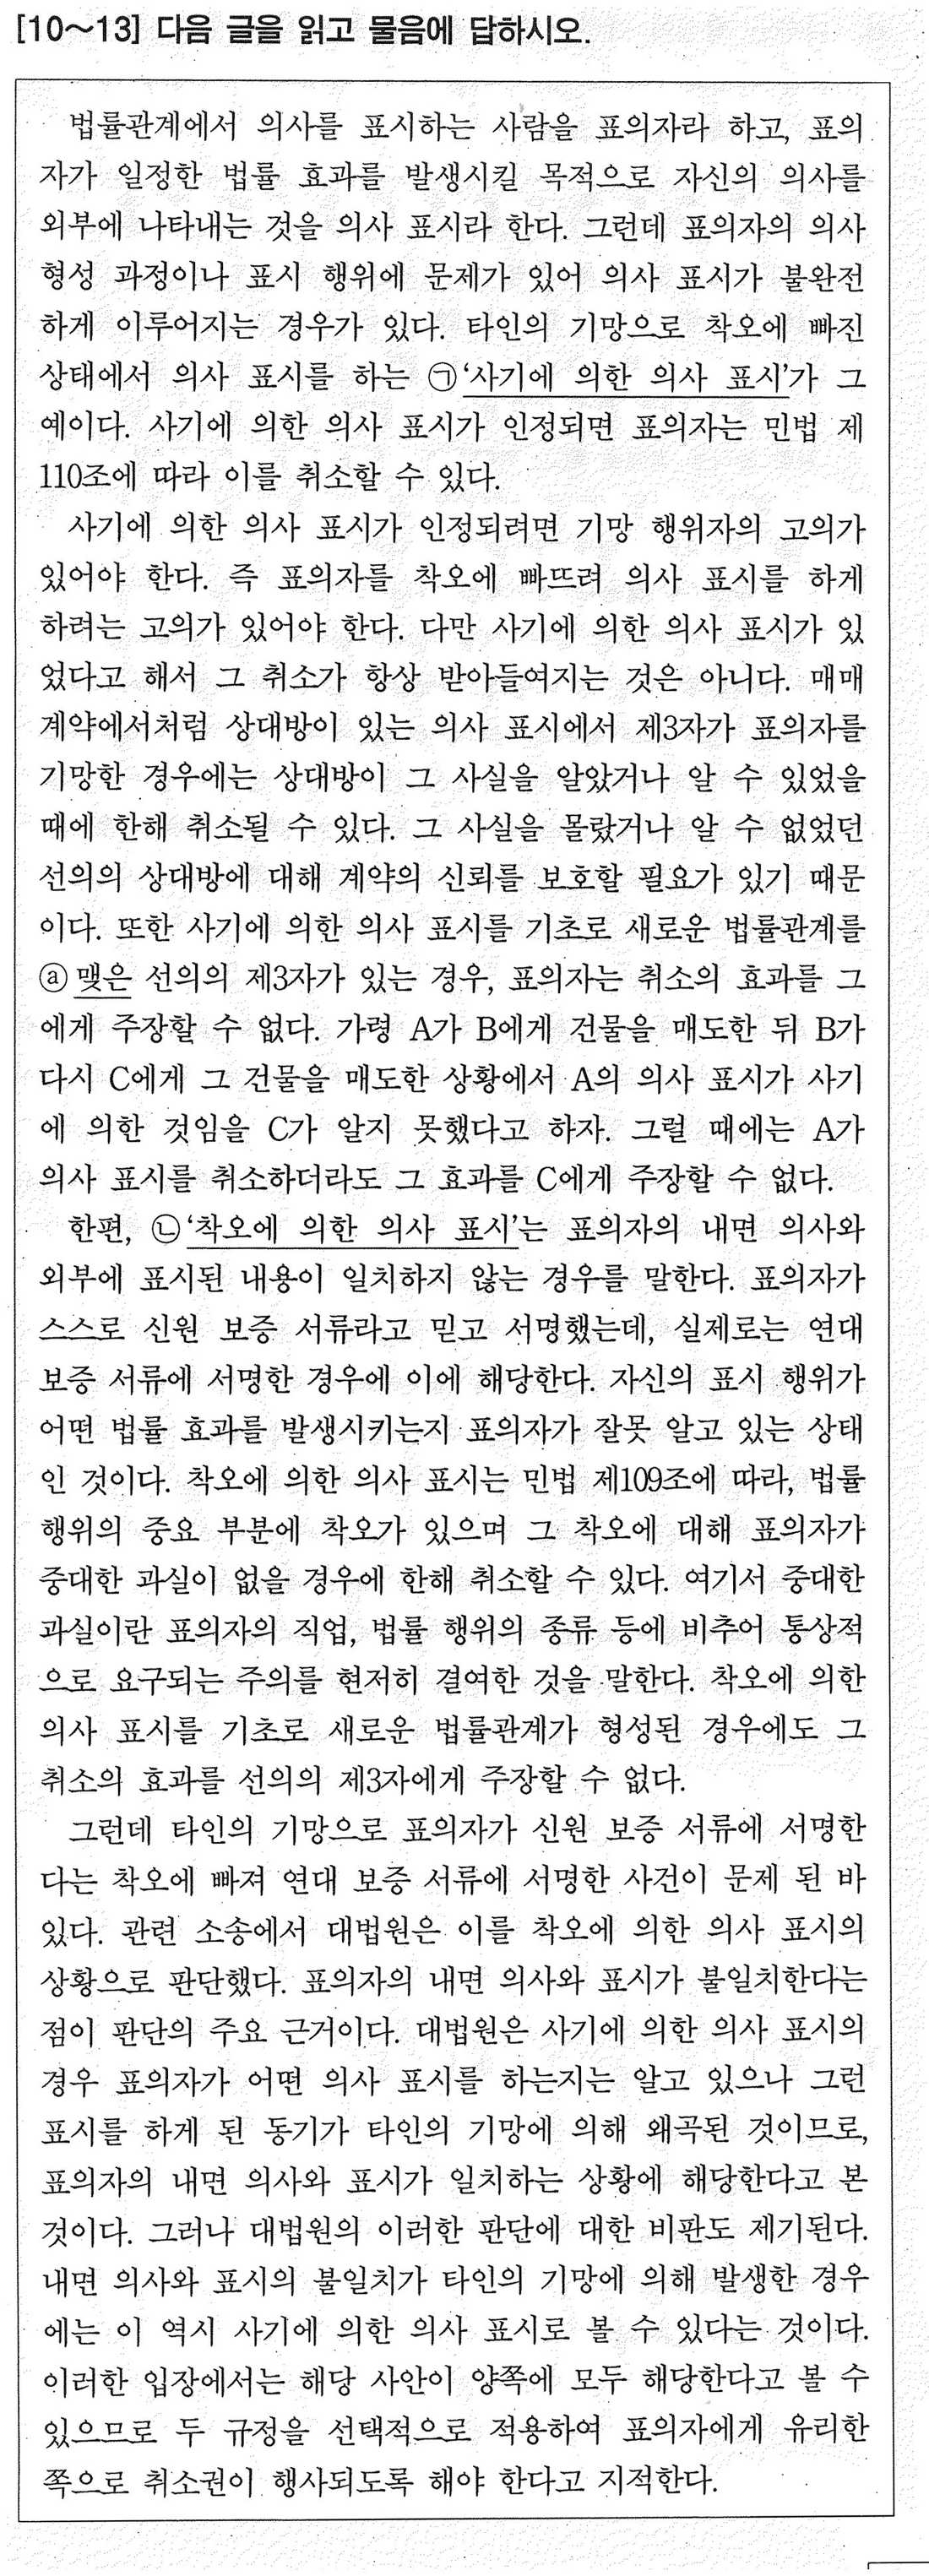 [10～13] 다음 글을 읽고 물음에 답하시오.
법률관계에서 의사를 표시하는 사람을 표의자라 하고, 표의
자가 일정한 법률 효과를 발생시킬 목적으로 자신의 의사를
외부에 나타내는 것을 의사 표시라 한다. 그런데 표의자의 의사
형성 과정이나 표시 행위에 문제가 있어 의사 표시가 불완전
하게 이루어지는 경우가 있다. 타인의 기망으로 착오에 빠진
상태에서 의사 표시를 하는 ㉠‘사기에 의한 의사 표시’가 그
예이다. 사기에 의한 의사 표시가 인정되면 표의자는 민법 제
110조에 따라 이를 취소할 수 있다.
사기에 의한 의사 표시가 인정되려면 기망 행위자의 고의가
있어야 한다. 즉 표의자를 착오에 빠뜨려 의사 표시를 하게
하려는 고의가 있어야 한다. 다만 사기에 의한 의사 표시가 있
었다고 해서 그 취소가 항상 받아들여지는 것은 아니다. 매매
계약에서처럼 상대방이 있는 의사 표시에서 제3자가 표의자를
기망한 경우에는 상대방이 그 사실을 알았거나 알 수 있었을
때에 한해 취소될 수 있다. 그 사실을 몰랐거나 알 수 없었던
선의의 상대방에 대해 계약의 신뢰를 보호할 필요가 있기 때문
이다. 또한 사기에 의한 의사 표시를 기초로 새로운 법률관계를
ⓐ맺은 선의의 제3자가 있는 경우, 표의자는 취소의 효과를 그
에게 주장할 수 없다. 가령 A가 B에게 건물을 매도한 뒤 B가
다시 C에게 그 건물을 매도한 상황에서 A의 의사 표시가 사기
에 의한 것임을 C가 알지 못했다고 하자. 그럴 때에는 A가
의사 표시를 취소하더라도 그 효과를 C에게 주장할 수 없다.
한편, ㉡‘착오에 의한 의사 표시’는 표의자의 내면 의사와
외부에 표시된 내용이 일치하지 않는 경우를 말한다. 표의자가
스스로 신원 보증 서류라고 믿고 서명했는데, 실제로는 연대
보증 서류에 서명한 경우에 이에 해당한다. 자신의 표시 행위가
어떤 법률 효과를 발생시키는지 표의자가 잘못 알고 있는 상태
인 것이다. 착오에 의한 의사 표시는 민법 제109조에 따라, 법률
행위의 중요 부분에 착오가 있으며 그 착오에 대해 표의자가
중대한 과실이 없을 경우에 한해 취소할 수 있다. 여기서 중대한
과실이란 표의자의 직업, 법률 행위의 종류 등에 비추어 통상적
으로 요구되는 주의를 현저히 결여한 것을 말한다. 착오에 의한
의사 표시를 기초로 새로운 법률관계가 형성된 경우에도 그
취소의 효과를 선의의 제3자에게 주장할 수 없다.
그런데 타인의 기망으로 표의자가 신원 보증 서류에 서명한
다는 착오에 빠져 연대 보증 서류에 서명한 사건이 문제 된 바
있다. 관련 소송에서 대법원은 이를 착오에 의한 의사 표시의
상황으로 판단했다. 표의자의 내면 의사와 표시가 불일치한다는
점이 판단의 주요 근거이다. 대법원은 사기에 의한 의사 표시의
경우 표의자가 어떤 의사 표시를 하는지는 알고 있으나 그런
표시를 하게 된 동기가 타인의 기망에 의해 왜곡된 것이므로,
표의자의 내면 의사와 표시가 일치하는 상황에 해당한다고 본
것이다. 그러나 대법원의 이러한 판단에 대한 비판도 제기된다.
내면 의사와 표시의 불일치가 타인의 기망에 의해 발생한 경우
에는 이 역시 사기에 의한 의사 표시로 볼 수 있다는 것이다.
이러한 입장에서는 해당 사안이 양쪽에 모두 해당한다고 볼 수
있으므로 두 규정을 선택적으로 적용하여 표의자에게 유리한
쪽으로 취소권이 행사되도록 해야 한다고 지적한다.